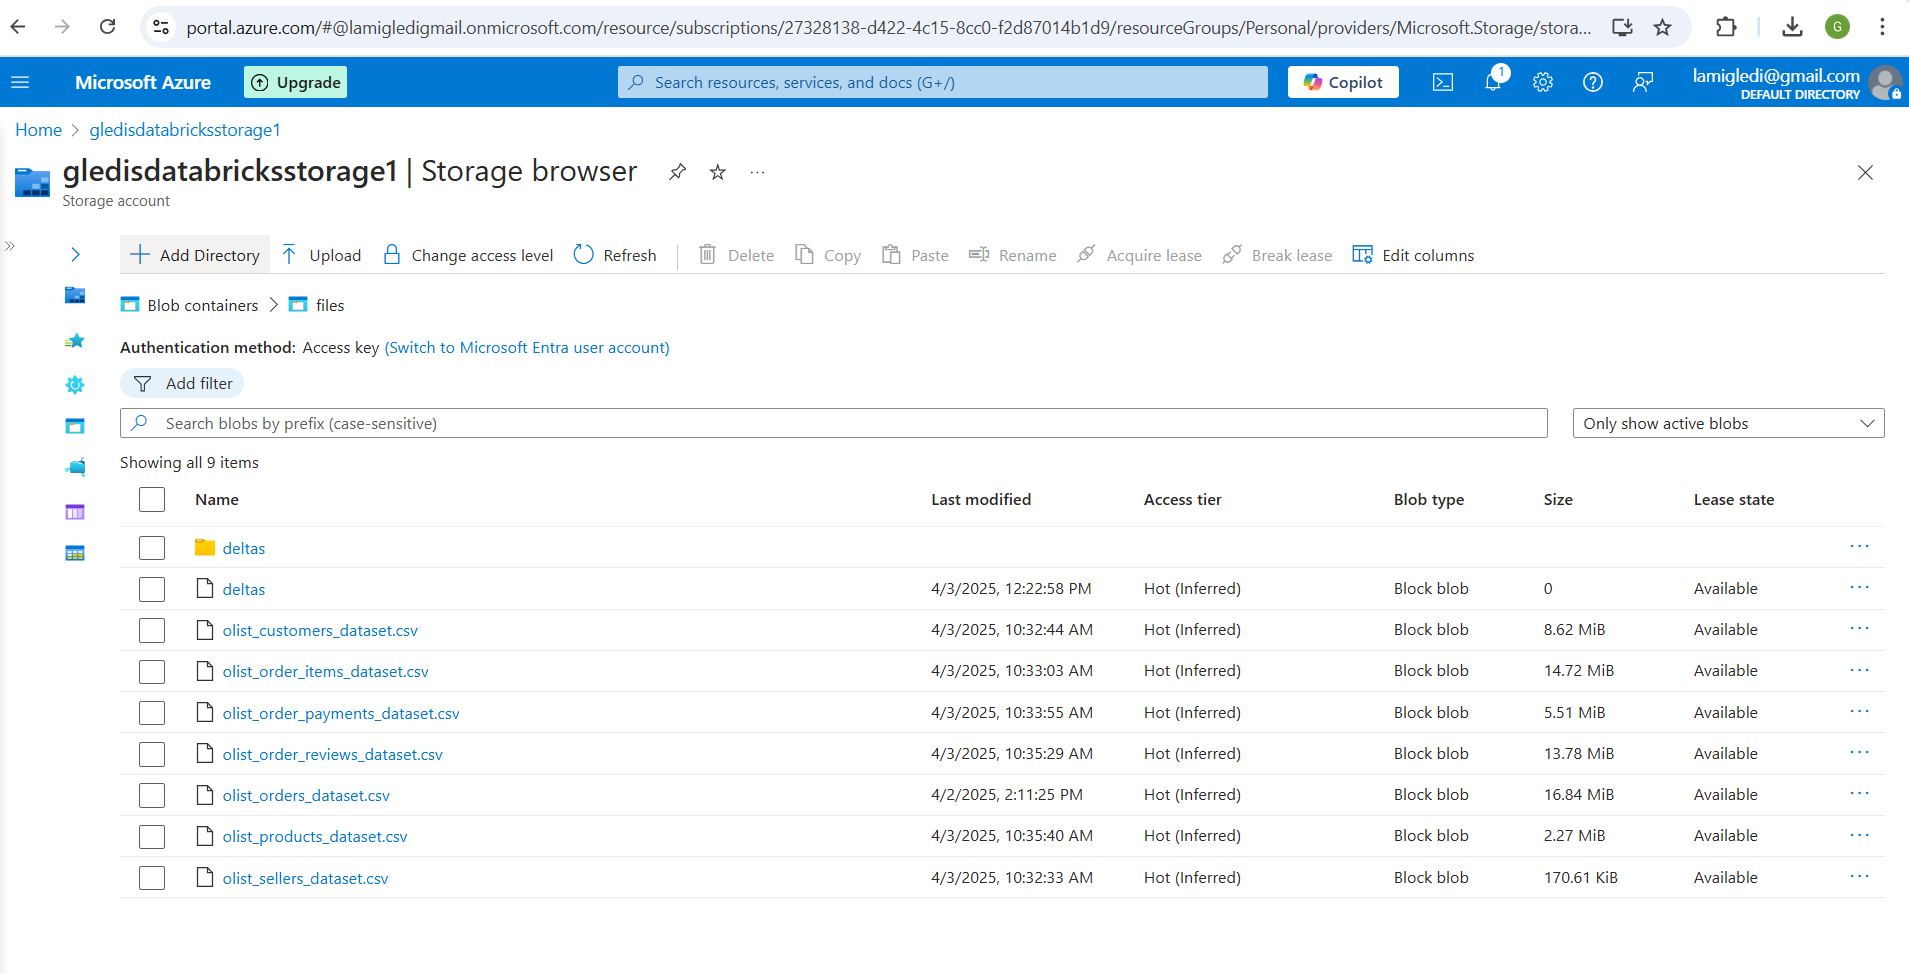 portal.azure.com/#@lamigledigmail.onmicrosoft.com/resource/subscriptions/27328138-d422-4c15-8cc0-f2d87014b1d9/resourceGroups/Personal/providers/Microsoft.Storage/stora...
G
Microsoft Azure
Upgrade
Search resources, services, and docs (G+/)
Copilot
1
lamigledi@gmail.com
DEFAULT DIRECTORY
Home > gledisdatabricksstorage1
gledisdatabricksstorage1 | Storage browser
Storage account
Add Directory Upload Change access level Refresh Delete Copy Paste Rename Acquire lease Break lease Edit columns
Blob containers > files
Authentication method: Access key (Switch to Microsoft Entra user account)
Add filter
Search blobs by prefix (case-sensitive) Only show active blobs
Showing all 9 items
Name Last modified Access tier Blob type Size Lease state
deltas
deltas 4/3/2025, 12:22:58 PM Hot (Inferred) Block blob 0 Available
olist_customers_dataset.csv 4/3/2025, 10:32:44 AM Hot (Inferred) Block blob 8.62 MiB Available
olist_order_items_dataset.csv 4/3/2025, 10:33:03 AM Hot (Inferred) Block blob 14.72 MiB Available
olist_order_payments_dataset.csv 4/3/2025, 10:33:55 AM Hot (Inferred) Block blob 5.51 MiB Available
olist_order_reviews_dataset.csv 4/3/2025, 10:35:29 AM Hot (Inferred) Block blob 13.78 MiB Available
olist_orders_dataset.csv 4/2/2025, 2:11:25 PM Hot (Inferred) Block blob 16.84 MiB Available
olist_products_dataset.csv 4/3/2025, 10:35:40 AM Hot (Inferred) Block blob 2.27 MiB Available
olist_sellers_dataset.csv 4/3/2025, 10:32:33 AM Hot (Inferred) Block blob 170.61 KiB Available